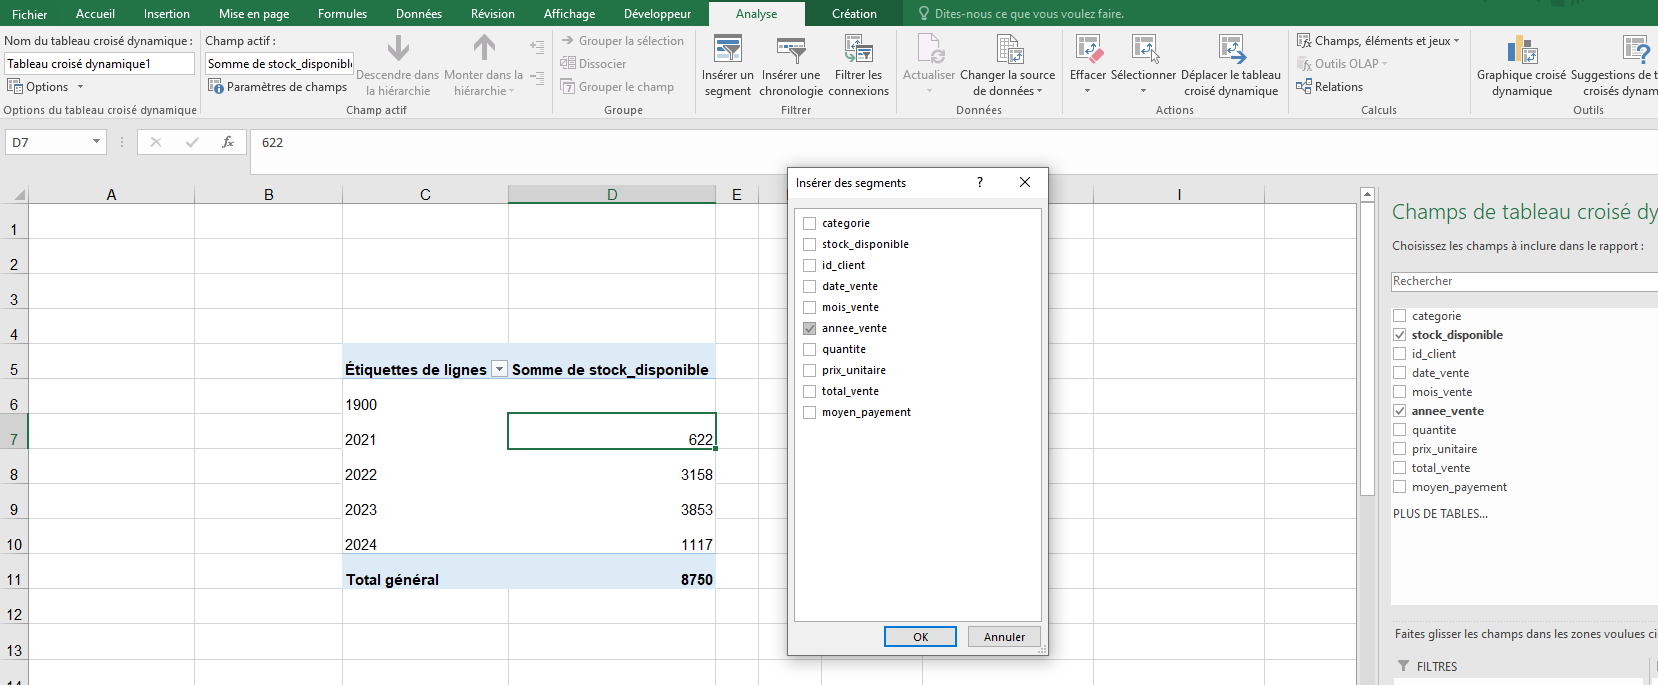 Fichier Accueil Insertion Mise en page Formules Données Révision Affichage Développeur Analyse Création Dites-nous ce que vous voulez faire.
Nom du tableau croisé dynamique :
Tableau croisé dynamique1
Options
Options du tableau croisé dynamique
Champ actif :
Somme de stock_disponibl
Paramètres de champs
Descendre dans
la hiérarchie
Monter dans la
hiérarchie
Champ actif
Grouper la sélection
Dissocier
Grouper le champ
Groupe
Insérer un
segment
Insérer une
chronologie
Filtrer les
connexions
Filtrer
Actualiser
Changer la source
de données
Données
Effacer
Sélectionner
Déplacer le tableau
croisé dynamique
Actions
Champs, éléments et jeux
Outils OLAP
Relations
Calculs
Graphique croisé
dynamique
Suggestions de t
croisés dynam
Outils
D7 fx 622
A B C D E I
1
2
3
4
5 Étiquettes de lignes Somme de stock_disponible
6 1900
7 2021 622
8 2022 3158
9 2023 3853
10 2024 1117
11 Total général 8750
12
13
Insérer des segments ?
categorie
stock_disponible
id_client
date_vente
mois_vente
annee_vente
quantite
prix_unitaire
total_vente
moyen_payement
OK Annuler
Champs de tableau croisé dy
Choisissez les champs à inclure dans le rapport :
Rechercher
categorie
stock_disponible
id_client
date_vente
mois_vente
annee_vente
quantite
prix_unitaire
total_vente
moyen_payement
PLUS DE TABLES...
Faites glisser les champs dans les zones voulues ci
FILTRES